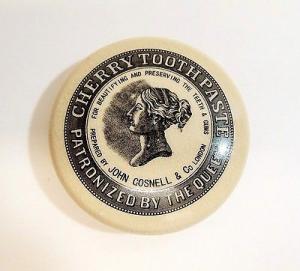 CHERRY TOOTH PASTE
FOR BEAUTIFYING AND PRESERVING THE TEETH & GUMS
PREPARED BY JOHN GOSNELL & Co LONDON
PATRONIZED BY THE QUEEN